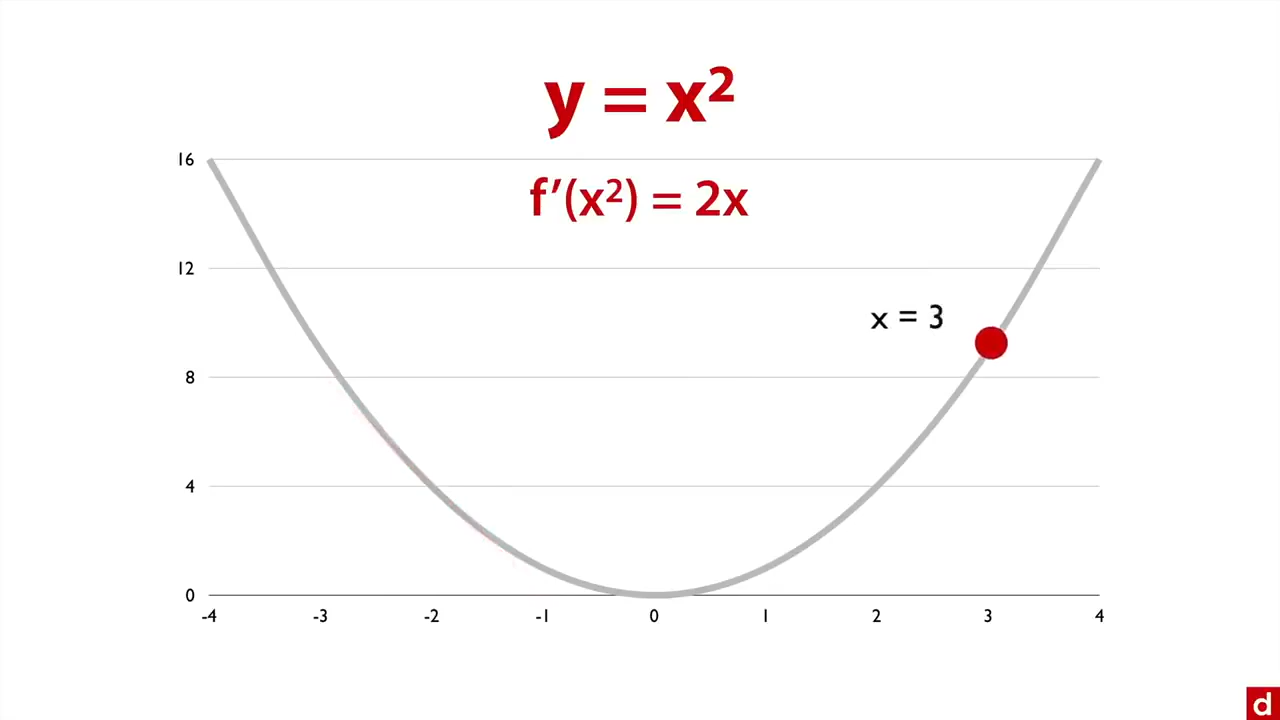 y = x²
16
f′(x²) = 2x
12
x = 3
8
4
0
-4 -3 -2 -1 0 1 2 3 4
d